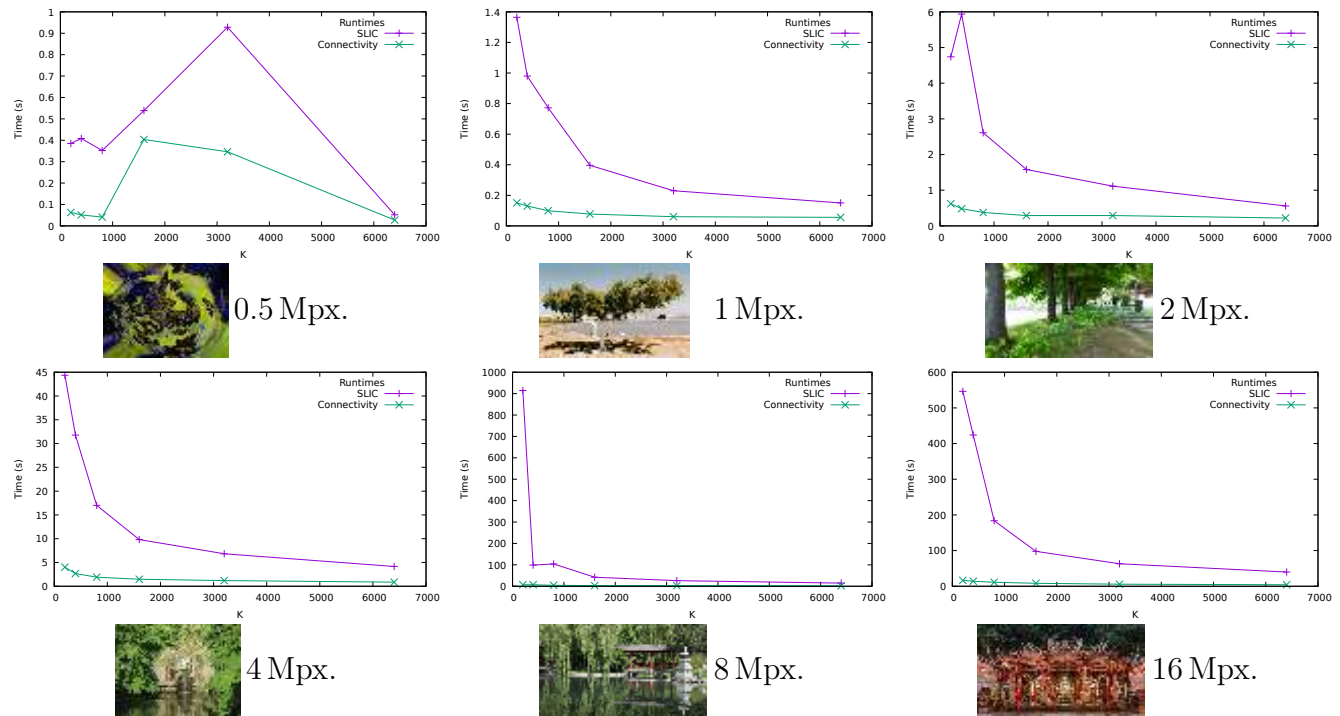 1
0.9
0.8
0.7
0.6
0.5
0.4
0.3
0.2
0.1
0
Time (s)
Runtimes
SLIC
Connectivity
0 1000 2000 3000 4000 5000 6000 7000
K
0.5 Mpx.
1.4
1.2
1
0.8
0.6
0.4
0.2
0
Time (s)
Runtimes
SLIC
Connectivity
0 1000 2000 3000 4000 5000 6000 7000
K
1 Mpx.
6
5
4
3
2
1
0
Time (s)
Runtimes
SLIC
Connectivity
0 1000 2000 3000 4000 5000 6000 7000
K
2 Mpx.
45
40
35
30
25
20
15
10
5
0
Time (s)
Runtimes
SLIC
Connectivity
0 1000 2000 3000 4000 5000 6000 7000
K
4 Mpx.
1000
900
800
700
600
500
400
300
200
100
0
Time (s)
Runtimes
SLIC
Connectivity
0 1000 2000 3000 4000 5000 6000 7000
K
8 Mpx.
600
500
400
300
200
100
0
Time (s)
Runtimes
SLIC
Connectivity
0 1000 2000 3000 4000 5000 6000 7000
K
16 Mpx.